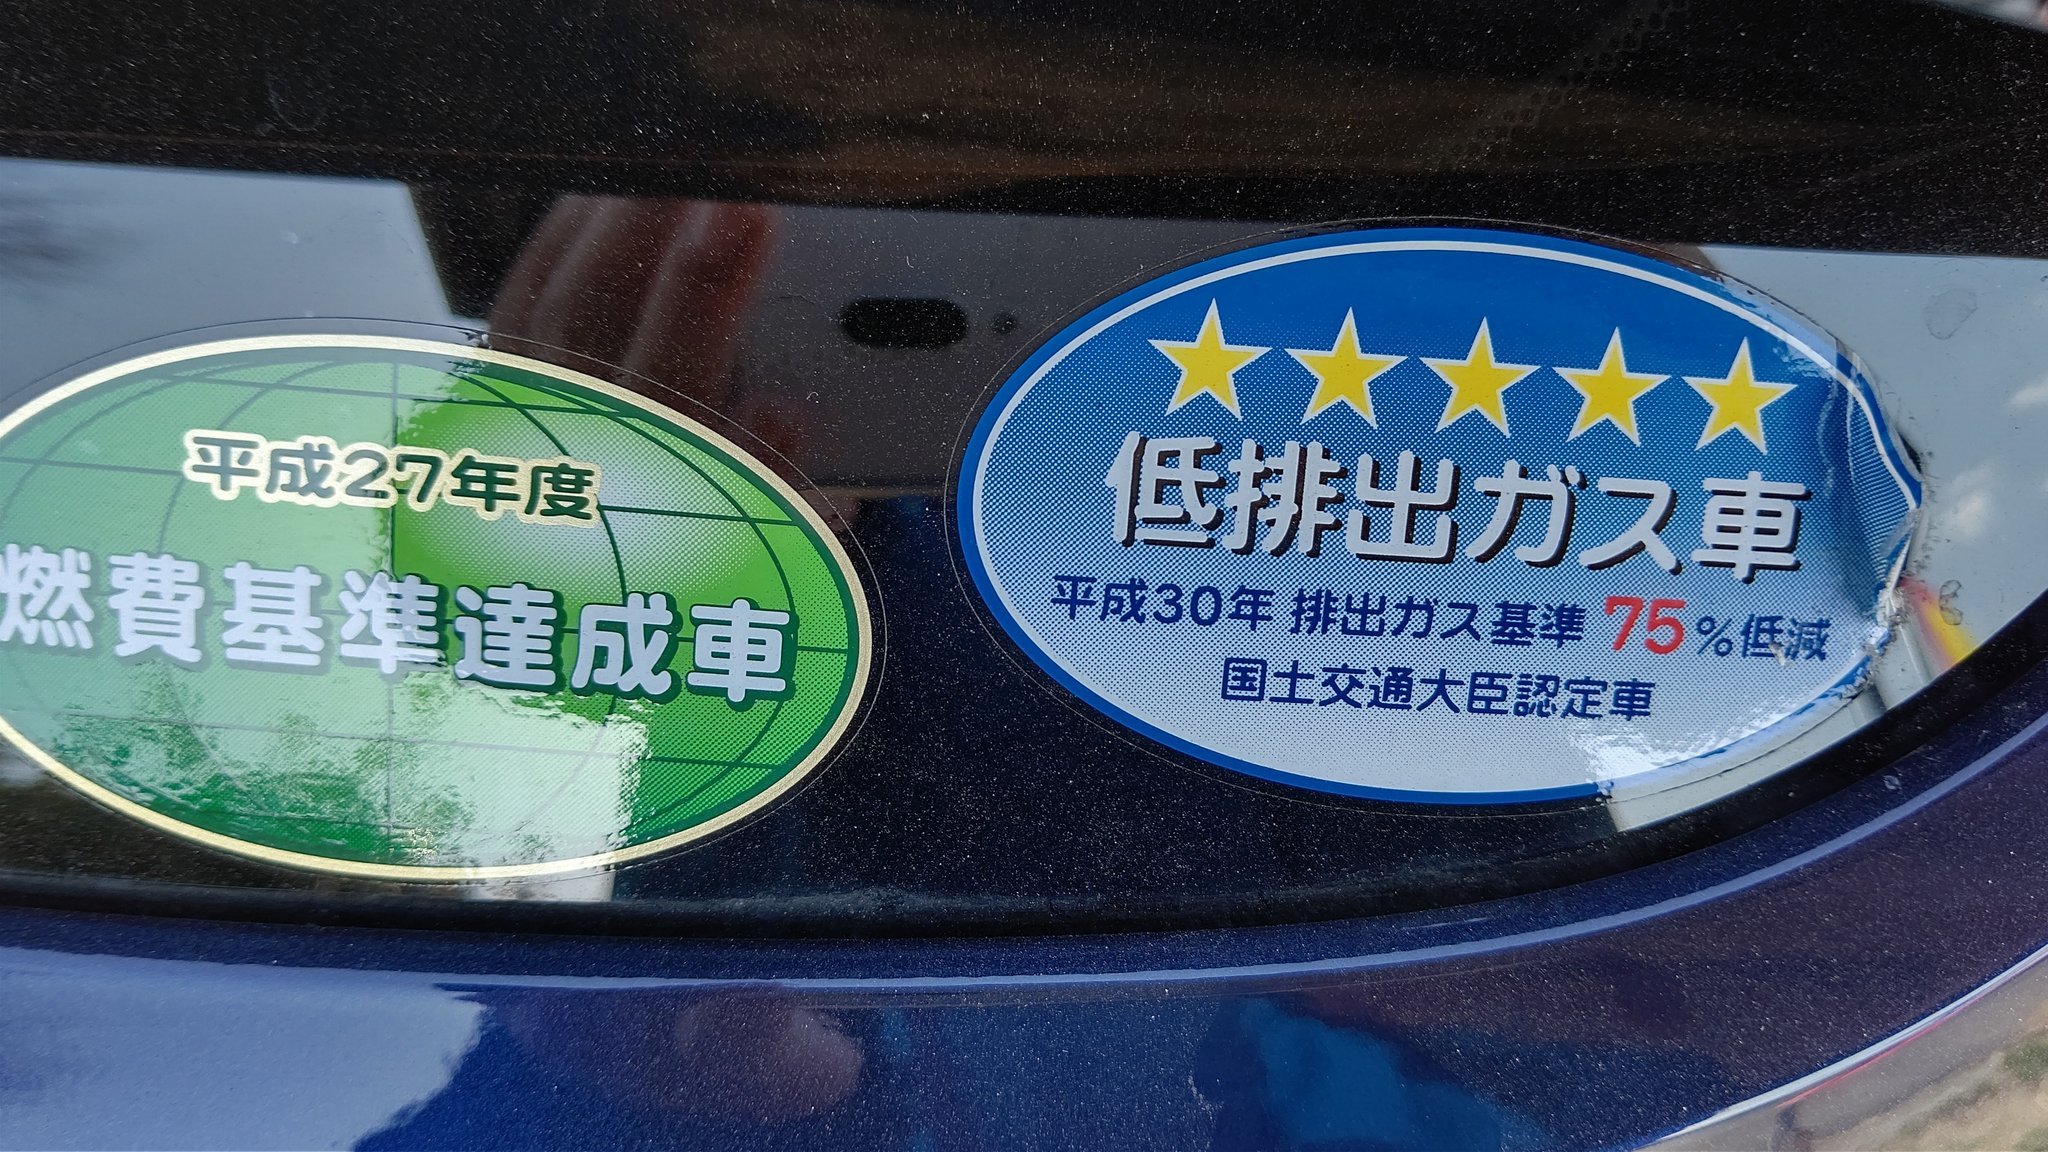 平成27年度
燃費基準達成車
低排出ガス車
平成30年 排出ガス基準 75%低減
国土交通大臣認定車